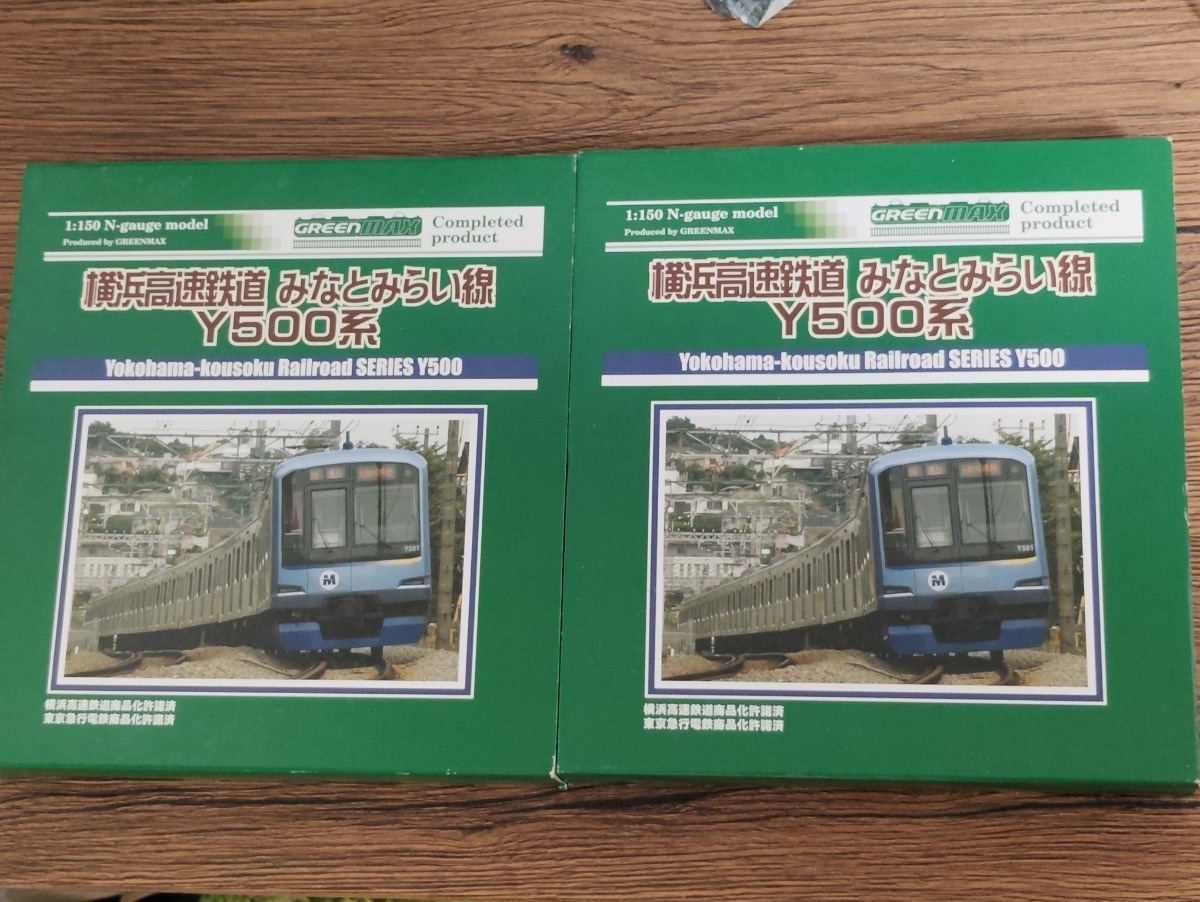 1:150 N-gauge model
Produced by GREENMAX
GREENMAX
Completed
product
横浜高速鉄道 みなとみらい線
Y500系
Yokohama-kousoku Railroad SERIES Y500
Y501
M
横浜高速鉄道商品化許諾済
東京急行電鉄商品化許諾済
1:150 N-gauge model
Produced by GREENMAX
GREENMAX
Completed
product
横浜高速鉄道 みなとみらい線
Y500系
Yokohama-kousoku Railroad SERIES Y500
Y501
M
横浜高速鉄道商品化許諾済
東京急行電鉄商品化許諾済